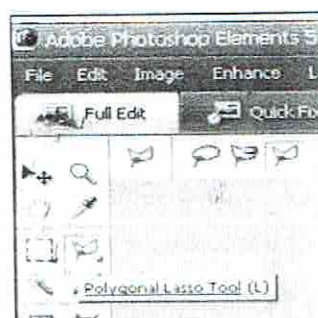 Adobe Photoshop Elements 5
File Edit Image Enhance L
Full Edit Quick Fix
Polygonal Lasso Tool (L)